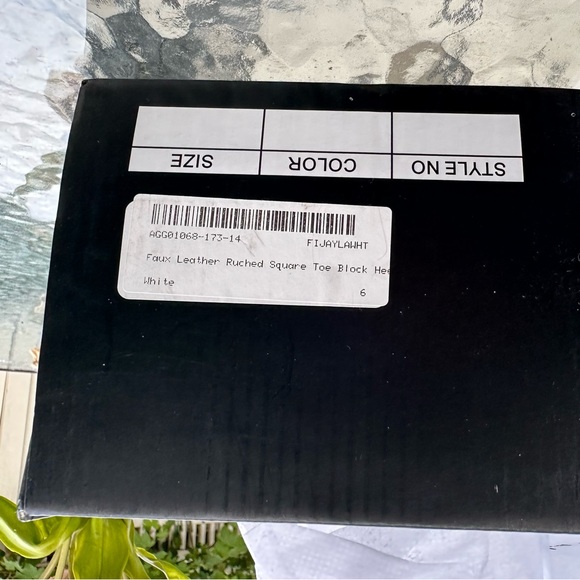 STYLE NO COLOR SIZE
AGG01068-173-14 FIJAYLAWHT
Faux Leather Ruched Square Toe Block Hee
White 6